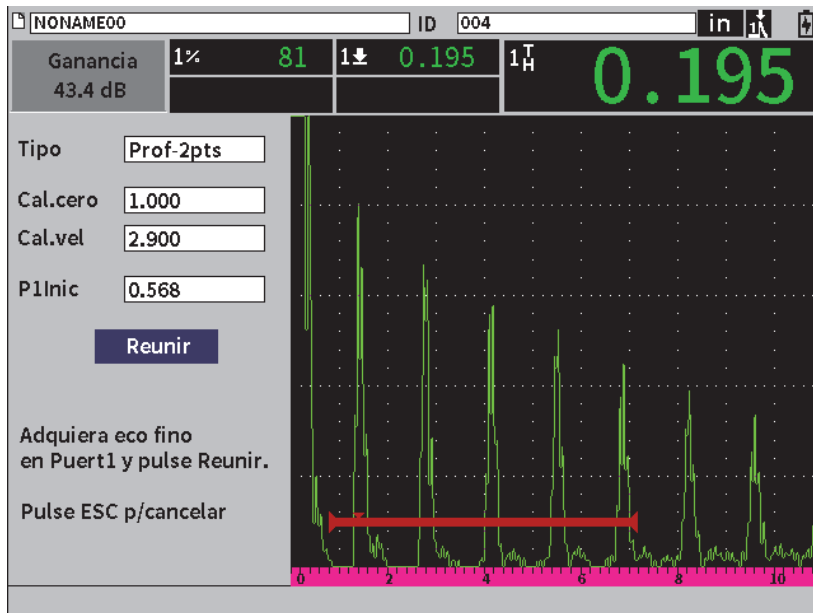 NONAME00 ID 004 in
Ganancia
43.4 dB
1% 81
1 0.195
1 T H 0.195
Tipo Prof-2pts
Cal.cero 1.000
Cal.vel 2.900
P1Inic 0.568
Reunir
Adquiera eco fino
en Puert1 y pulse Reunir.
Pulse ESC p/cancelar
0 2 4 6 8 10